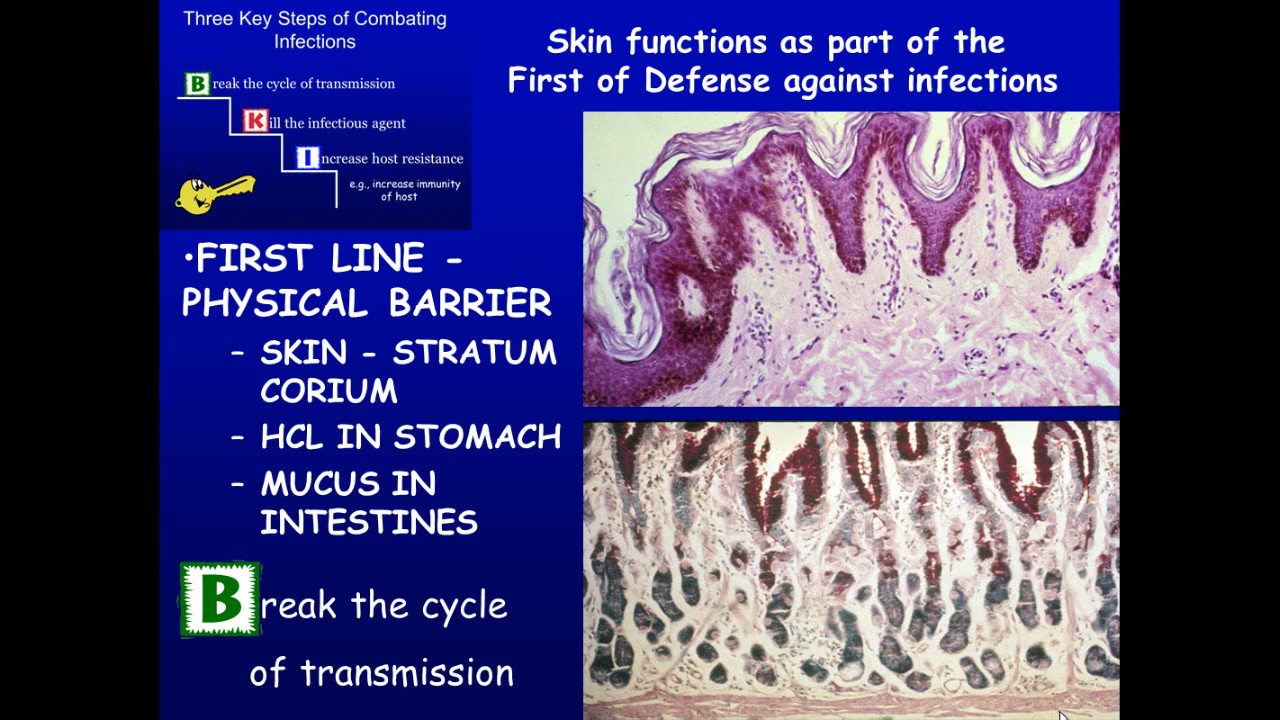 Three Key Steps of Combating
Infections
Break the cycle of transmission
Kill the infectious agent
Increase host resistance
e.g., increase immunity
of host
Skin functions as part of the
First of Defense against infections
•FIRST LINE -
PHYSICAL BARRIER
- SKIN - STRATUM
CORIUM
- HCL IN STOMACH
- MUCUS IN
INTESTINES
Break the cycle
of transmission